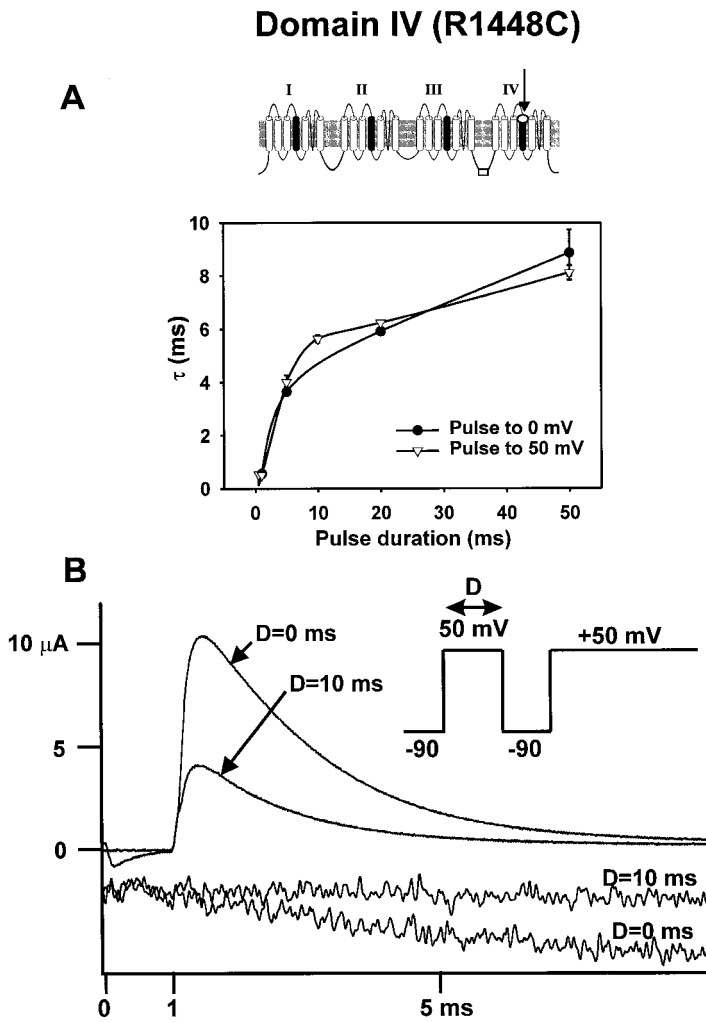 Domain IV (R1448C)
A
I II III IV
10
8
6
4
2
0
τ (ms)
Pulse to 0 mV
Pulse to 50 mV
0 10 20 30 40 50
Pulse duration (ms)
B
D
50 mV
+50 mV
-90
-90
10 μA
5
0
D=0 ms
D=10 ms
D=10 ms
D=0 ms
0 1 5 ms